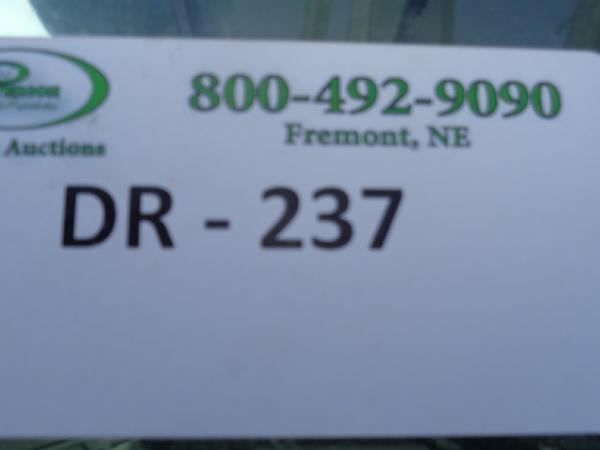 800-492-9090
Fremont, NE
Auctions
DR - 237